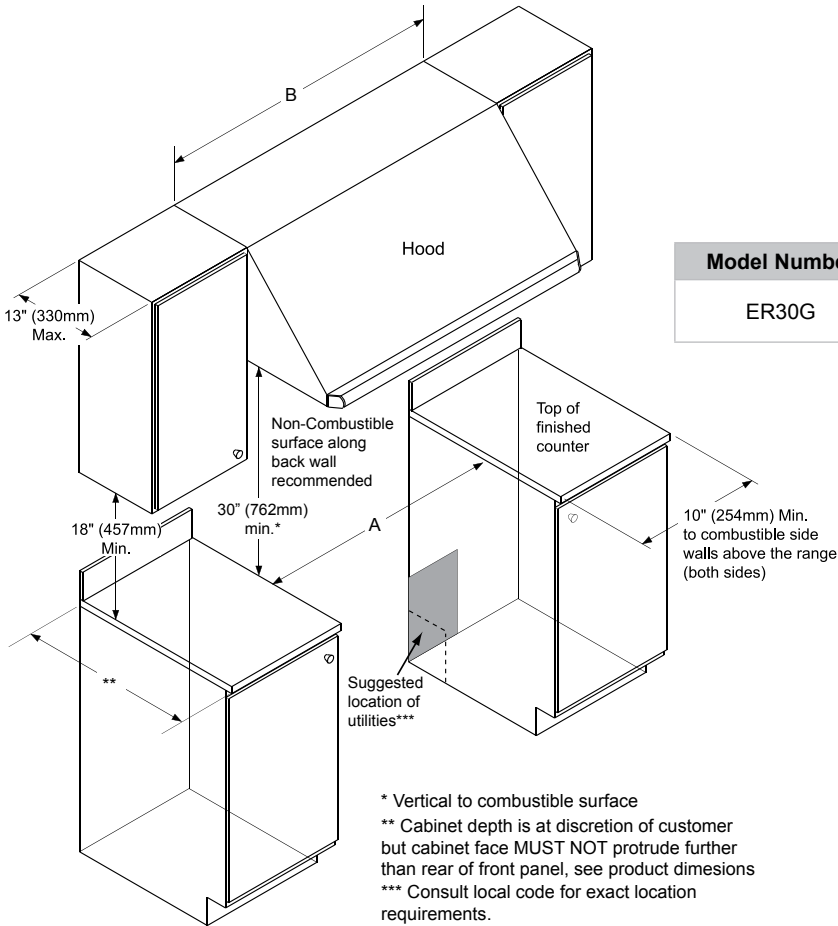 B
Hood
13" (330mm)
Max.
Model Numbe
ER30G
Non-Combustible
surface along
back wall
recommended
Top of
finished
counter
18" (457mm)
Min.
30” (762mm)
min.*
A
10" (254mm) Min.
to combustible side
walls above the range
(both sides)
**
Suggested
location of
utilities***
* Vertical to combustible surface
** Cabinet depth is at discretion of customer
but cabinet face MUST NOT protrude further
than rear of front panel, see product dimesions
*** Consult local code for exact location
requirements.